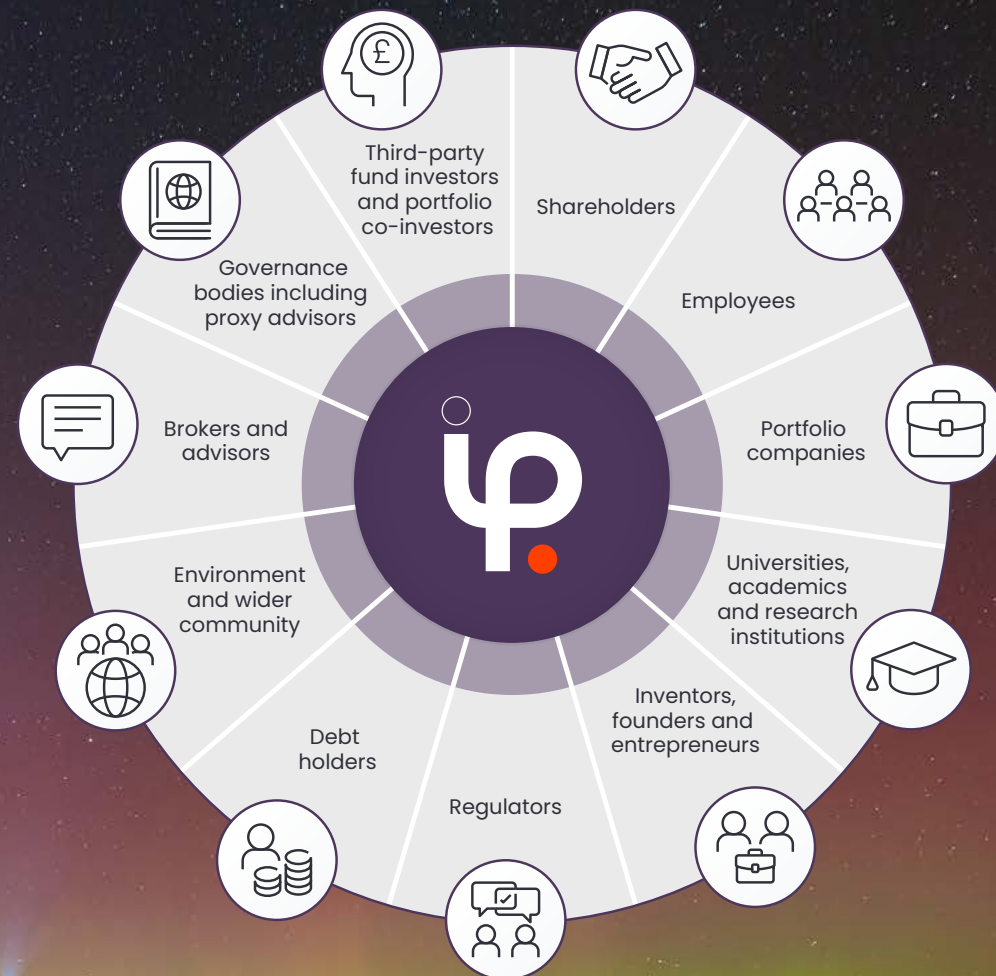 £
Third-party
fund investors
and portfolio
co-investors
Shareholders
Employees
Governance
bodies including
proxy advisors
Brokers and
advisors
Portfolio
companies
ip.
Environment
and wider
community
Universities,
academics
and research
institutions
Inventors,
founders and
entrepreneurs
Debt
holders
Regulators